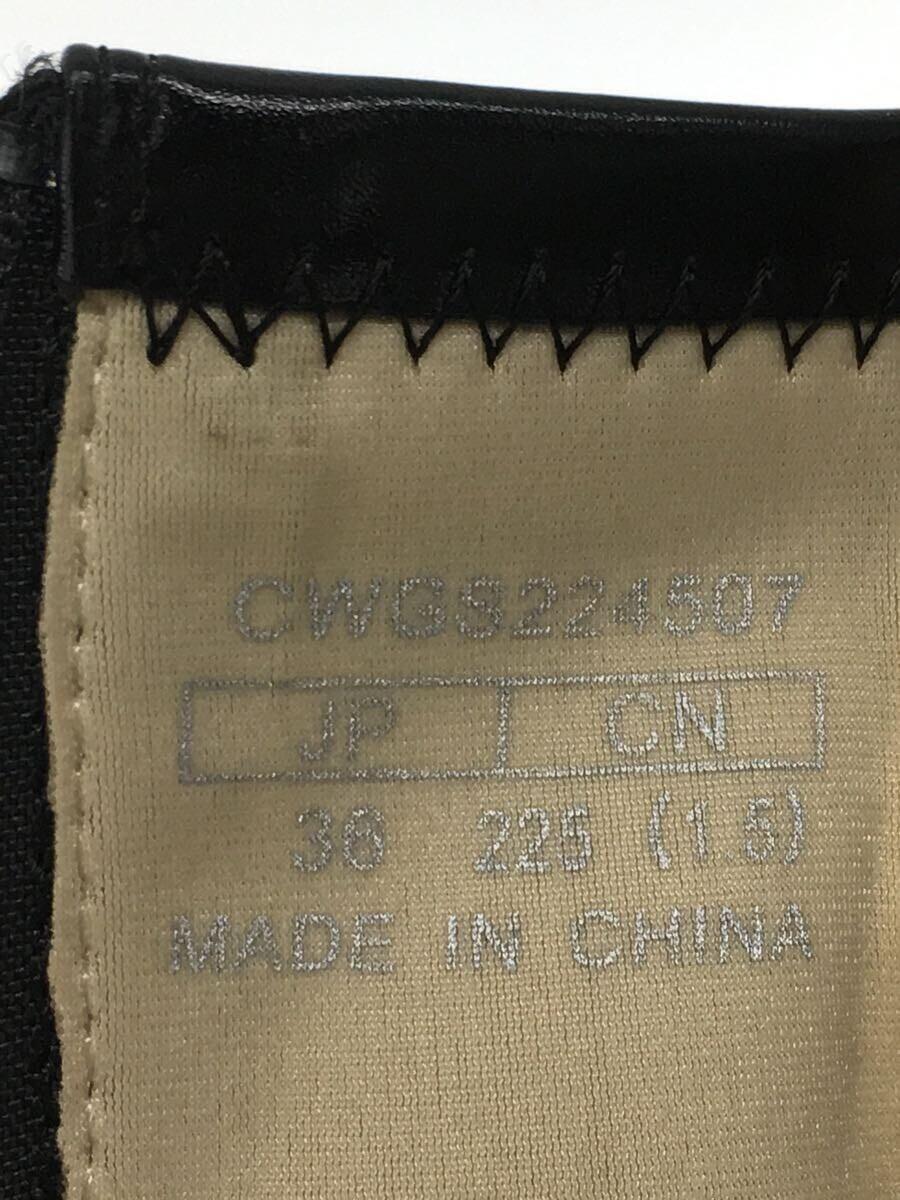 CWGS224507
JP CN
36 225 (1.5)
MADE IN CHINA